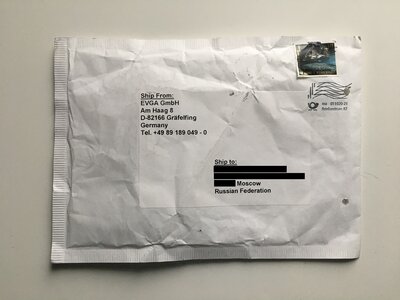 Ship From:
EVGA GmbH
Am Haag 8
D-82166 Gräfelfing
Germany
Tel. +49 89 189 049 - 0
Ship to:
Moscow
Russian Federation